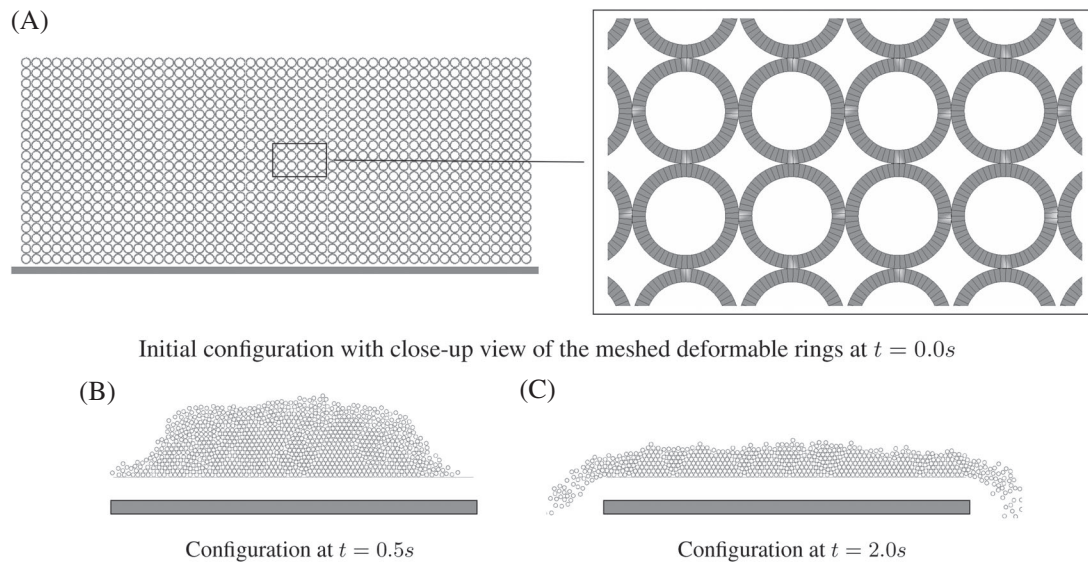 (A)
Initial configuration with close-up view of the meshed deformable rings at t = 0.0s
(B)
(C)
Configuration at t = 0.5s
Configuration at t = 2.0s